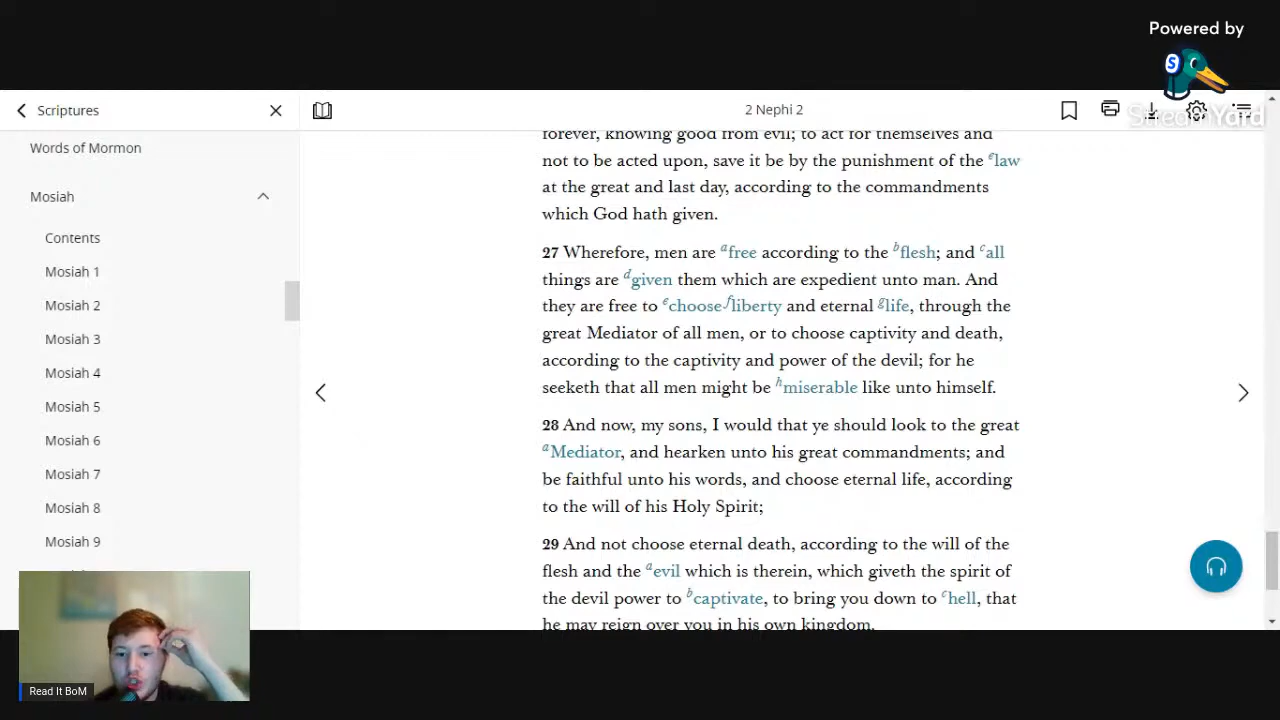 Powered by
S
StreamYard
Scriptures
2 Nephi 2
Words of Mormon
Mosiah
Contents
Mosiah 1
Mosiah 2
Mosiah 3
Mosiah 4
Mosiah 5
Mosiah 6
Mosiah 7
Mosiah 8
Mosiah 9
forever, knowing good from evil; to act for themselves and
not to be acted upon, save it be by the punishment of the elaw
at the great and last day, according to the commandments
which God hath given.
27 Wherefore, men are afree according to the bflesh; and call
things are dgiven them which are expedient unto man. And
they are free to echoose fliberty and eternal glife, through the
great Mediator of all men, or to choose captivity and death,
according to the captivity and power of the devil; for he
seeketh that all men might be hmiserable like unto himself.
28 And now, my sons, I would that ye should look to the great
aMediator, and hearken unto his great commandments; and
be faithful unto his words, and choose eternal life, according
to the will of his Holy Spirit;
29 And not choose eternal death, according to the will of the
flesh and the aevil which is therein, which giveth the spirit of
the devil power to bcaptivate, to bring you down to chell, that
he may reign over you in his own kingdom.
Read It BoM